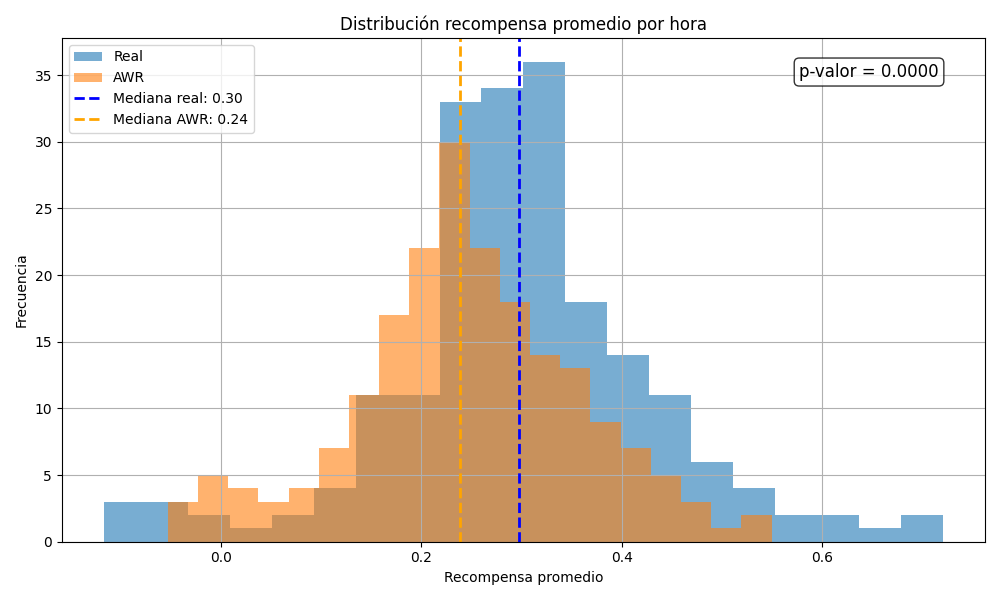 Distribución recompensa promedio por hora
Real
AWR
Mediana real: 0.30
Mediana AWR: 0.24
p-valor = 0.0000
Frecuencia
35
30
25
20
15
10
5
0
0.0 0.2 0.4 0.6
Recompensa promedio